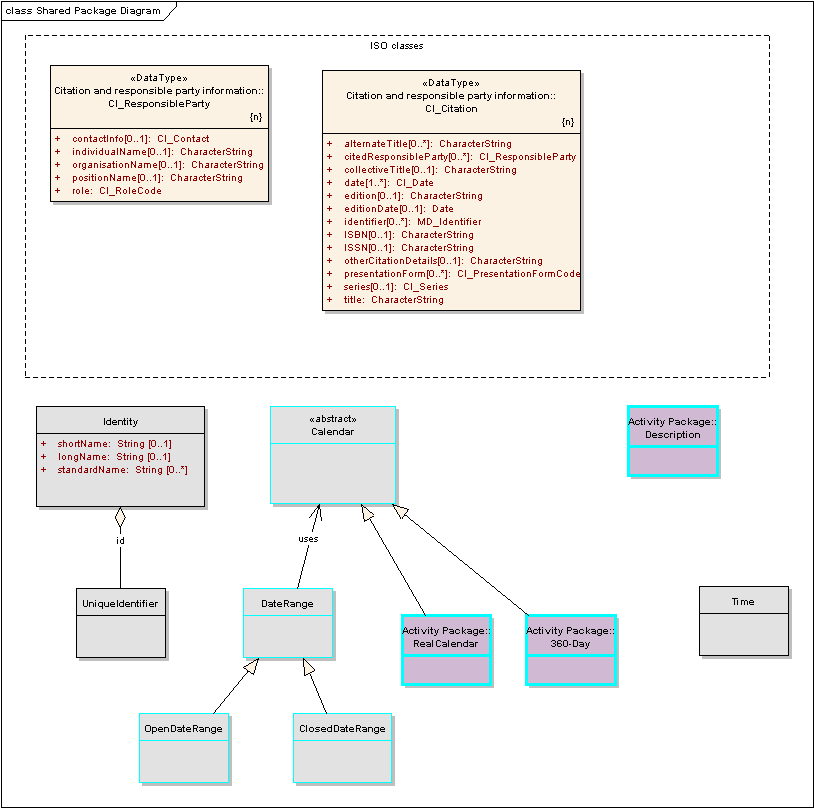 class Shared Package Diagram
ISO classes
«DataType»
Citation and responsible party information::
CI_ResponsibleParty
{n}
+ contactInfo[0..1]: CI_Contact
+ individualName[0..1]: CharacterString
+ organisationName[0..1]: CharacterString
+ positionName[0..1]: CharacterString
+ role: CI_RoleCode
«DataType»
Citation and responsible party information::
CI_Citation
{n}
+ alternateTitle[0..*]: CharacterString
+ citedResponsibleParty[0..*]: CI_ResponsibleParty
+ collectiveTitle[0..1]: CharacterString
+ date[1..*]: CI_Date
+ edition[0..1]: CharacterString
+ editionDate[0..1]: Date
+ identifier[0..*]: MD_Identifier
+ ISBN[0..1]: CharacterString
+ ISSN[0..1]: CharacterString
+ otherCitationDetails[0..1]: CharacterString
+ presentationForm[0..*]: CI_PresentationFormCode
+ series[0..1]: CI_Series
+ title: CharacterString
Identity
+ shortName: String [0..1]
+ longName: String [0..1]
+ standardName: String [0..*]
«abstract»
Calendar
Activity Package::
Description
id
uses
UniqueIdentifier
DateRange
Activity Package::
RealCalendar
Activity Package::
360-Day
Time
OpenDateRange
ClosedDateRange